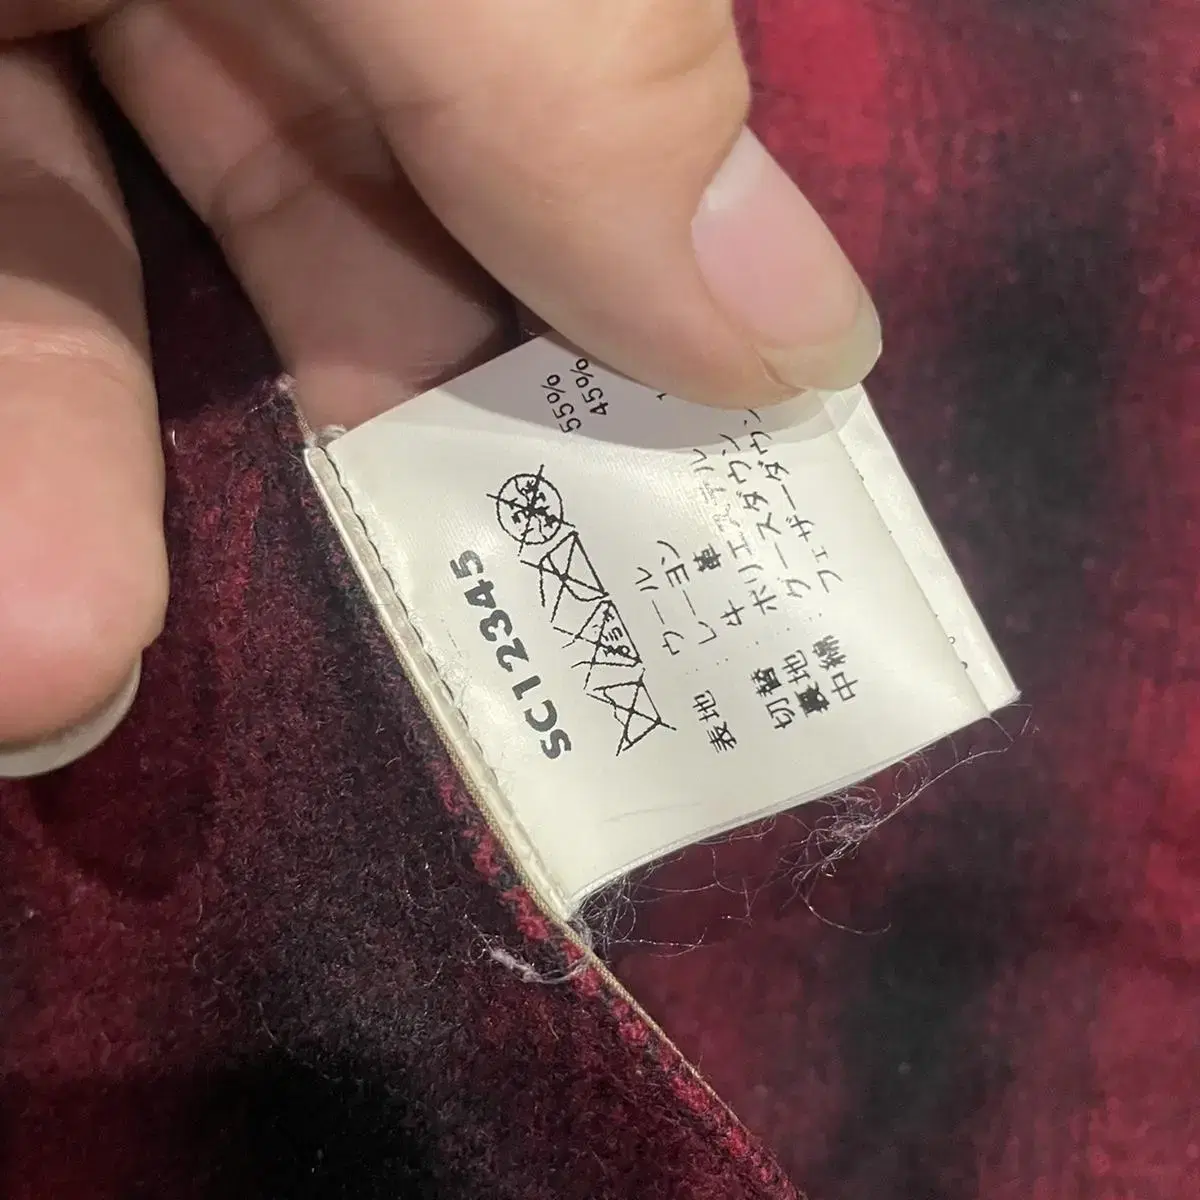 SC12345
表地 ウール 55%
レーヨン 45%
切替 牛革
裏地 ポリエステル
中綿 グースダウン
フェザーダウン